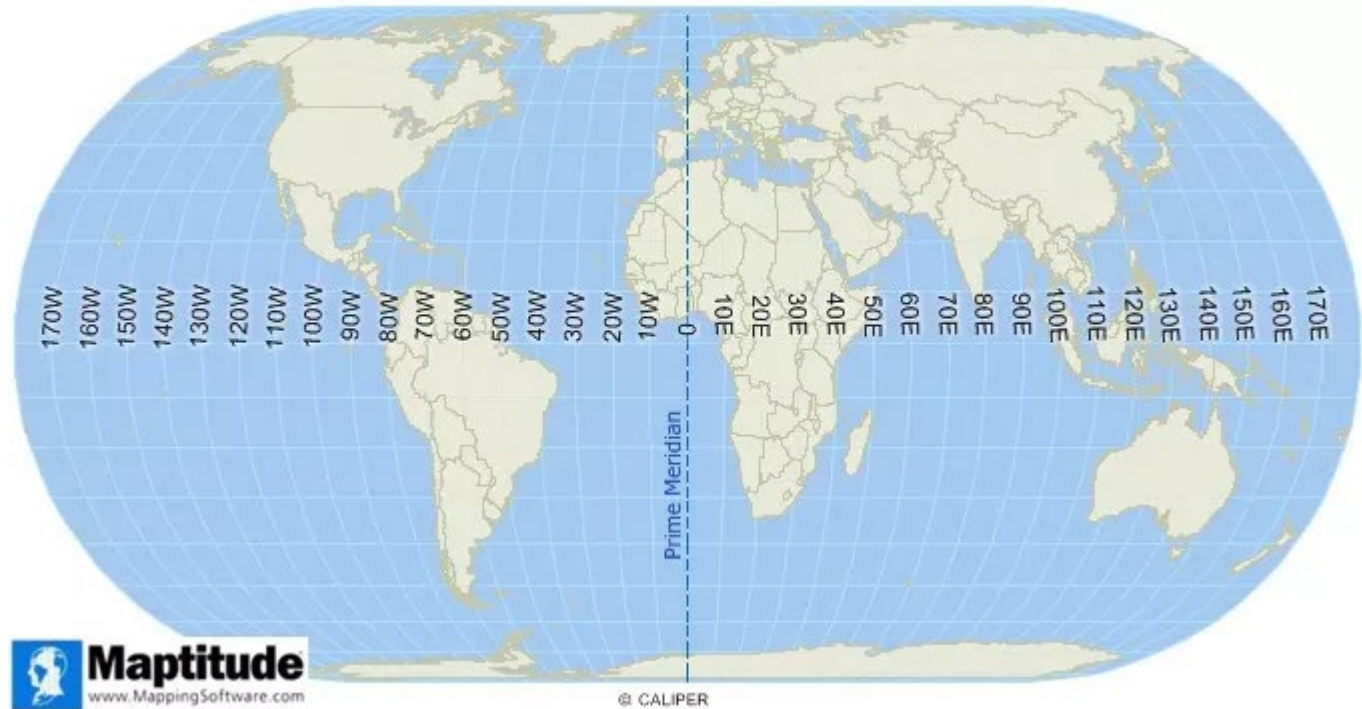 170W
160W
150W
140W
130W
120W
110W
100W
90W
80W
70W
60W
50W
40W
30W
20W
10W
0
10E
20E
30E
40E
50E
60E
70E
80E
90E
100E
110E
120E
130E
140E
150E
160E
170E
Prime Meridian
Maptitude
www.MappingSoftware.com
© CALIPER